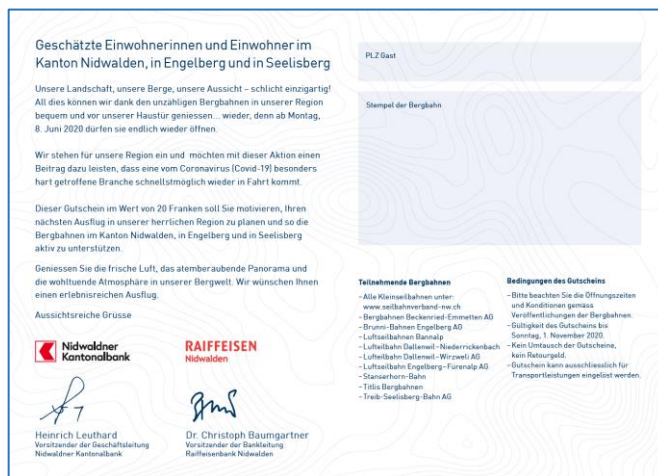 Geschätzte Einwohnerinnen und Einwohner im
Kanton Nidwalden, in Engelberg und in Seelisberg
Unsere Landschaft, unsere Berge, unsere Aussicht – schlicht einzigartig!
All dies können wir dank den unzähligen Bergbahnen in unserer Region
bequem und vor unserer Haustür geniessen... wieder, denn ab Montag,
8. Juni 2020 dürfen sie endlich wieder öffnen.
Wir stehen für unsere Region ein und möchten mit dieser Aktion einen
Beitrag dazu leisten, dass eine vom Coronavirus (Covid-19) besonders
hart getroffene Branche schnellstmöglich wieder in Fahrt kommt.
Dieser Gutschein im Wert von 20 Franken soll Sie motivieren, Ihren
nächsten Ausflug in unserer herrlichen Region zu planen und so die
Bergbahnen im Kanton Nidwalden, in Engelberg und in Seelisberg
aktiv zu unterstützen.
Geniessen Sie die frische Luft, das atemberaubende Panorama und
die wohltuende Atmosphäre in unserer Bergwelt. Wir wünschen Ihnen
einen erlebnisreichen Ausflug.
Aussichtsreiche Grüsse
Nidwaldner
Kantonalbank
RAIFFEISEN
Nidwalden
Heinrich Leuthard
Vorsitzender der Geschäftsleitung
Nidwaldner Kantonalbank
Dr. Christoph Baumgartner
Vorsitzender der Bankleitung
Raiffeisenbank Nidwalden
PLZ Gast
Stempel der Bergbahn
Teilnehmende Bergbahnen
– Alle Kleinseilbahnen unter:
www.seilbahnverband-nw.ch
– Bergbahnen Beckenried-Emmetten AG
– Brunni-Bahnen Engelberg AG
– Luftseilbahnen Bannalp
– Luftseilbahn Dallenwil–Niederrickenbach
– Luftseilbahn Dallenwil–Wirzweli AG
– Luftseilbahn Engelberg–Fürenalp AG
– Stanserhorn-Bahn
– Titlis Bergbahnen
– Treib-Seelisberg-Bahn AG
Bedingungen des Gutscheins
– Bitte beachten Sie die Öffnungszeiten
und Konditionen gemäss
Veröffentlichungen der Bergbahnen.
– Gültigkeit des Gutscheins bis
Sonntag, 1. November 2020.
– Kein Umtausch der Gutscheine,
kein Retourgeld.
– Gutschein kann ausschliesslich für
Transportleistungen eingelöst werden.